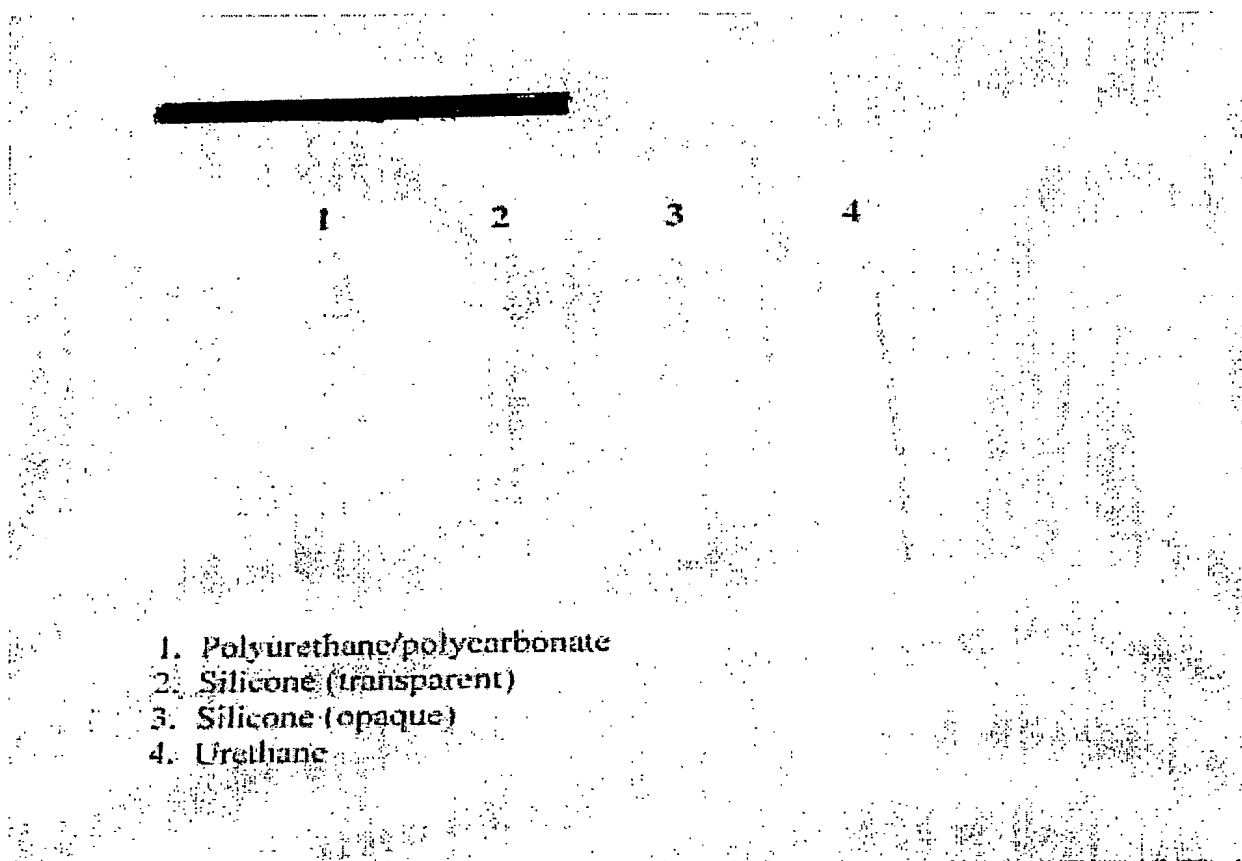 1 2 3 4
1. Polyurethane/polycarbonate
2. Silicone (transparent)
3. Silicone (opaque)
4. Urethane